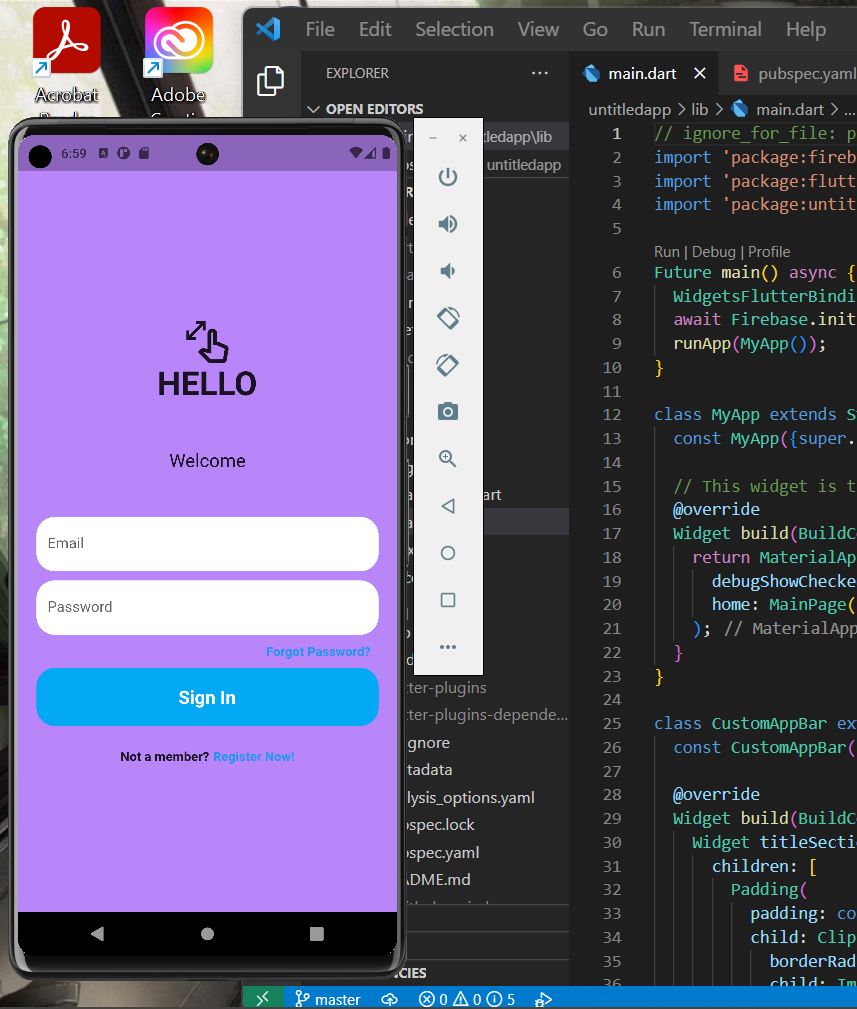 Acrobat
Adobe
File Edit Selection View Go Run Terminal Help
EXPLORER
OPEN EDITORS
tledapp\lib
untitledapp
rt
tter-plugins
tter-plugins-depende...
gnore
tadata
lysis_options.yaml
ospec.lock
ospec.yaml
ADME.md
CIES
master
0 0 5
6:59
HELLO
Welcome
Email
Password
Forgot Password?
Sign In
Not a member? Register Now!
main.dart
pubspec.yaml
untitledapp > lib > main.dart > ...
1 // ignore_for_file: p
2 import 'package:fireb
3 import 'package:flutt
4 import 'package:untit
5
Run | Debug | Profile
6 Future main() async {
7 WidgetsFlutterBindi
8 await Firebase.init
9 runApp(MyApp());
10 }
11
12 class MyApp extends S
13 const MyApp({super.
14
15 // This widget is t
16 @override
17 Widget build(BuildC
18 return MaterialAp
19 debugShowChecke
20 home: MainPage(
21 ); // MaterialApp
22 }
23 }
24
25 class CustomAppBar ex
26 const CustomAppBar(
27
28 @override
29 Widget build(BuildC
30 Widget titleSectio
31 children: [
32 Padding(
33 padding: co
34 child: Clip
35 borderRad
36 child: Im